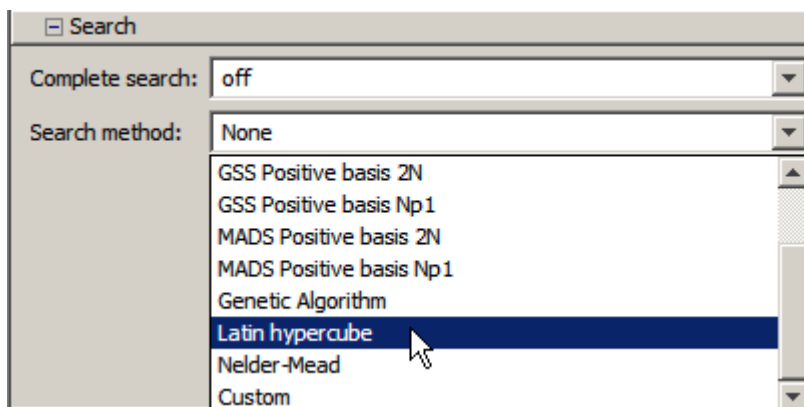 Search
Complete search: off
Search method: None
GSS Positive basis 2N
GSS Positive basis Np1
MADS Positive basis 2N
MADS Positive basis Np1
Genetic Algorithm
Latin hypercube
Nelder-Mead
Custom